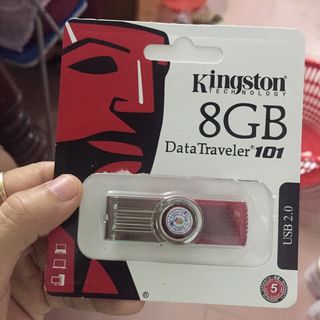 Kingston
TECHNOLOGY
8GB
DataTraveler 101
USB 2.0
5